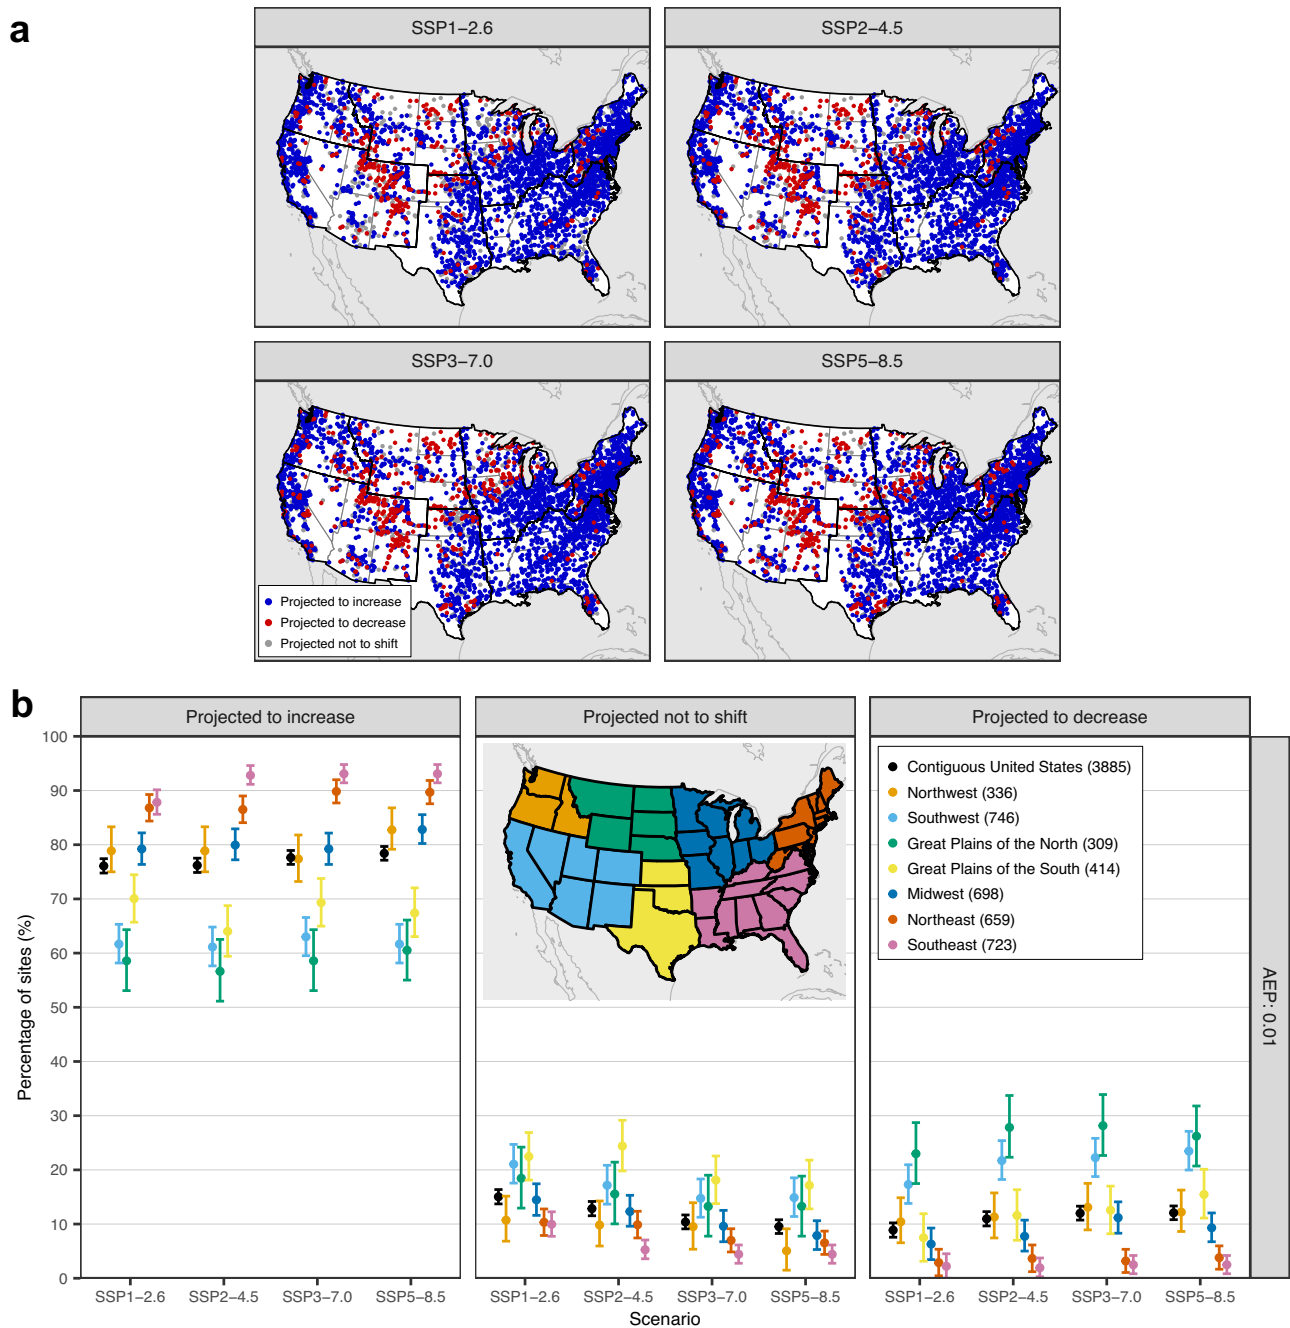 a
SSP1−2.6
SSP2−4.5
SSP3−7.0
SSP5−8.5
Projected to increase
Projected to decrease
Projected not to shift
b
Projected to increase
Projected not to shift
Projected to decrease
100
90
80
70
60
50
40
30
20
10
0
Percentage of sites (%)
Contiguous United States (3885)
Northwest (336)
Southwest (746)
Great Plains of the North (309)
Great Plains of the South (414)
Midwest (698)
Northeast (659)
Southeast (723)
AEP: 0.01
SSP1−2.6 SSP2−4.5 SSP3−7.0 SSP5−8.5
SSP1−2.6 SSP2−4.5 SSP3−7.0 SSP5−8.5
SSP1−2.6 SSP2−4.5 SSP3−7.0 SSP5−8.5
Scenario